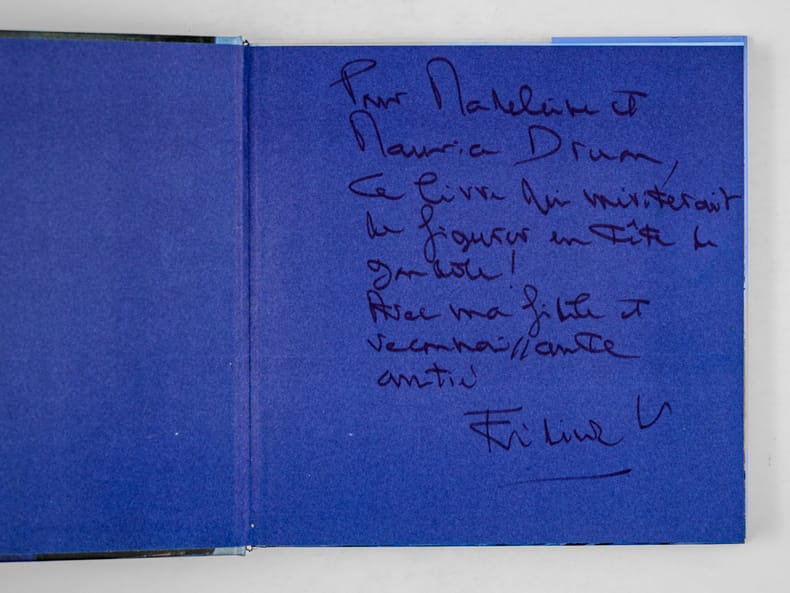 Pour Madeleine et
Maurice Druon,
Ce livre qui mériterait
de figurer en tête de
gondole !
Avec ma fidèle et
reconnaissante
amitié